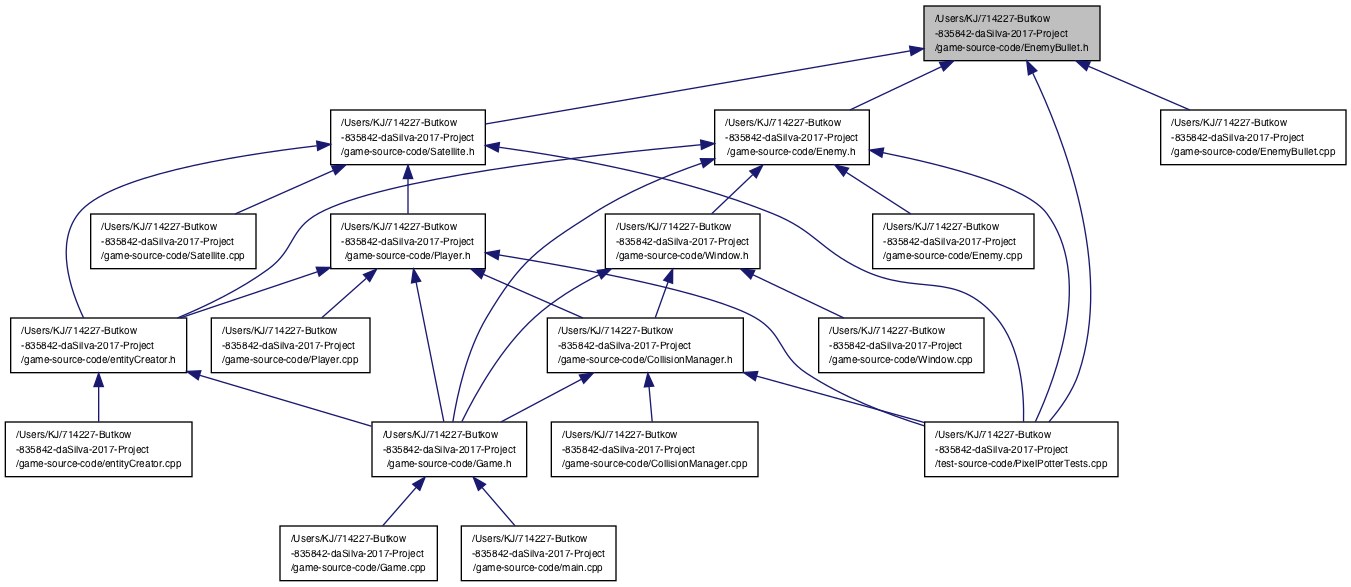 /Users/KJ/714227-Butkow
-835842-daSilva-2017-Project
/game-source-code/EnemyBullet.h
/Users/KJ/714227-Butkow
-835842-daSilva-2017-Project
/game-source-code/Satellite.h
/Users/KJ/714227-Butkow
-835842-daSilva-2017-Project
/game-source-code/Enemy.h
/Users/KJ/714227-Butkow
-835842-daSilva-2017-Project
/game-source-code/EnemyBullet.cpp
/Users/KJ/714227-Butkow
-835842-daSilva-2017-Project
/game-source-code/Satellite.cpp
/Users/KJ/714227-Butkow
-835842-daSilva-2017-Project
/game-source-code/Player.h
/Users/KJ/714227-Butkow
-835842-daSilva-2017-Project
/game-source-code/Window.h
/Users/KJ/714227-Butkow
-835842-daSilva-2017-Project
/game-source-code/Enemy.cpp
/Users/KJ/714227-Butkow
-835842-daSilva-2017-Project
/game-source-code/entityCreator.h
/Users/KJ/714227-Butkow
-835842-daSilva-2017-Project
/game-source-code/Player.cpp
/Users/KJ/714227-Butkow
-835842-daSilva-2017-Project
/game-source-code/CollisionManager.h
/Users/KJ/714227-Butkow
-835842-daSilva-2017-Project
/game-source-code/Window.cpp
/Users/KJ/714227-Butkow
-835842-daSilva-2017-Project
/game-source-code/entityCreator.cpp
/Users/KJ/714227-Butkow
-835842-daSilva-2017-Project
/game-source-code/Game.h
/Users/KJ/714227-Butkow
-835842-daSilva-2017-Project
/game-source-code/CollisionManager.cpp
/Users/KJ/714227-Butkow
-835842-daSilva-2017-Project
/test-source-code/PixelPotterTests.cpp
/Users/KJ/714227-Butkow
-835842-daSilva-2017-Project
/game-source-code/Game.cpp
/Users/KJ/714227-Butkow
-835842-daSilva-2017-Project
/game-source-code/main.cpp